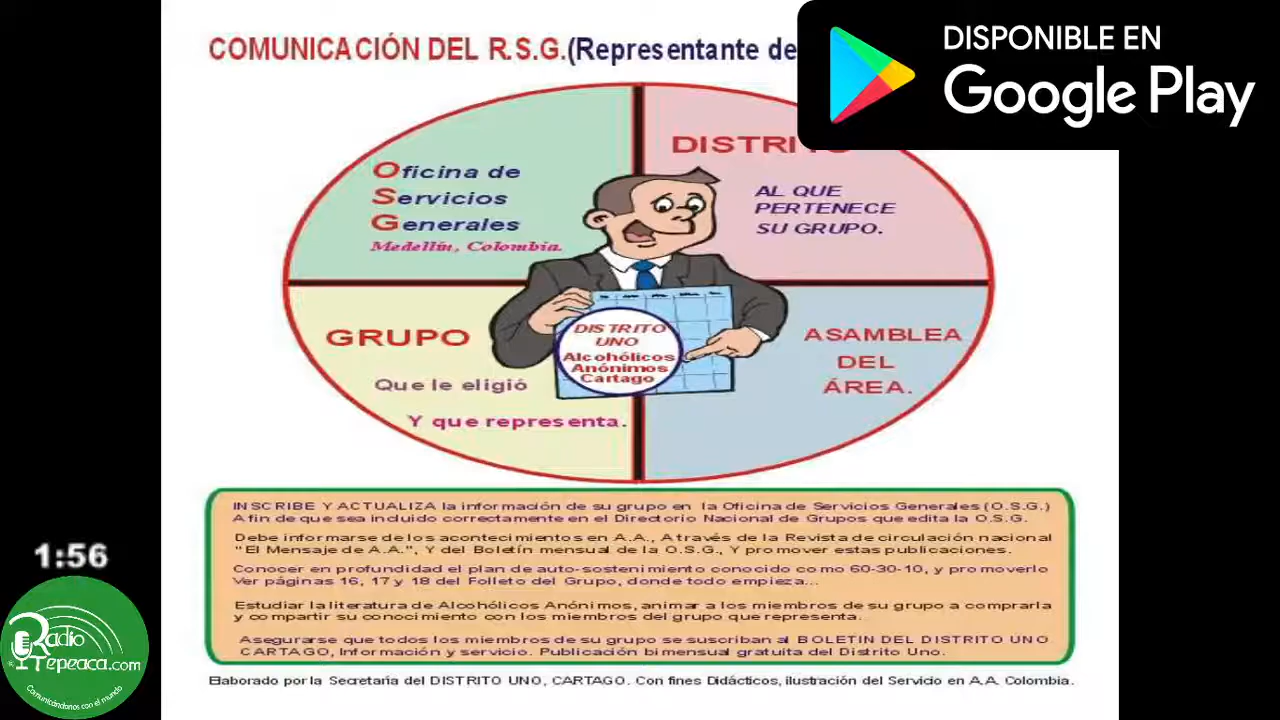 COMUNICACIÓN DEL R.S.G.(Representante de
DISPONIBLE EN
Google Play
Oficina de
Servicios
Generales
Medellín, Colombia.
DISTRITO
AL QUE
PERTENECE
SU GRUPO.
GRUPO
Que le eligió
Y que representa.
DISTRITO
UNO
Alcohólicos
Anónimos
Cartago
ASAMBLEA
DEL
ÁREA.
INSCRIBE Y ACTUALIZA la información de su grupo en la Oficina de Servicios Generales (O.S.G.)
A fin de que sea incluido correctamente en el Directorio Nacional de Grupos que edita la O.S.G.
Debe informarse de los acontecimientos en A.A., A través de la Revista de circulación nacional
"El Mensaje de A.A.", Y del Boletín mensual de la O.S.G., Y promover estas publicaciones.
Conocer en profundidad el plan de auto-sostenimiento conocido como 60-30-10, y promoverlo
Ver páginas 16, 17 y 18 del Folleto del Grupo, donde todo empieza...
Estudiar la literatura de Alcohólicos Anónimos, animar a los miembros de su grupo a comprarla
y compartir su conocimiento con los miembros del grupo que representa.
Asegurarse que todos los miembros de su grupo se suscriban al BOLETIN DEL DISTRITO UNO
CARTAGO, Información y servicio. Publicación bimensual gratuita del Distrito Uno.
Elaborado por la Secretaría del DISTRITO UNO, CARTAGO. Con fines Didácticos, ilustración del Servicio en A.A. Colombia.
1:56
Radio
Tepeaca.com
Comunicándonos con el mundo